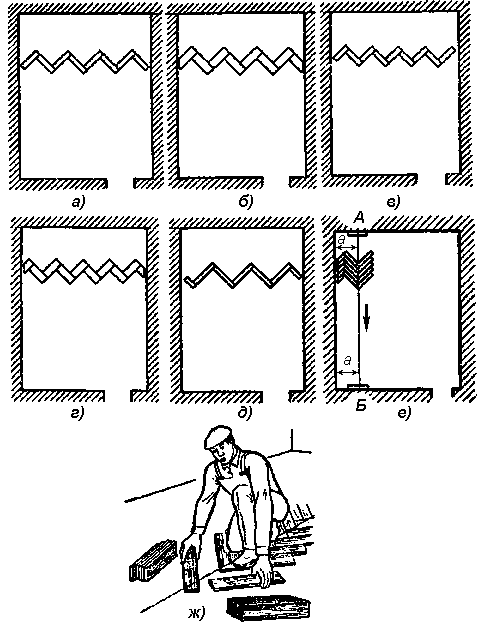 а) б) в)
г) д) А
а
а
Б е)
ж)